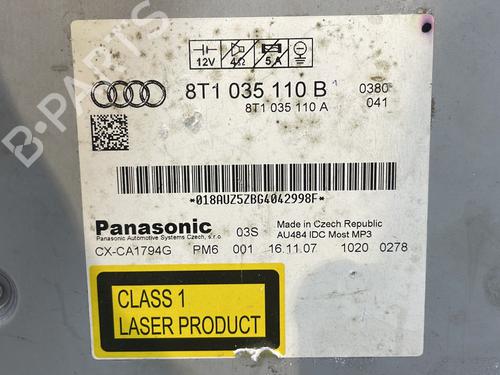 12V 4Ω 5A
8T1 035 110 B 0380
8T1 035 110 A 041
*018AUZ5ZBG4042998F*
Panasonic 03S Made in Czech Republic
Panasonic Automotive Systems Czech, s.r.o. AU484 IDC Most MP3
CX-CA1794G PM6 001 16.11.07 1020 0278
CLASS 1
LASER PRODUCT
B-PARTS